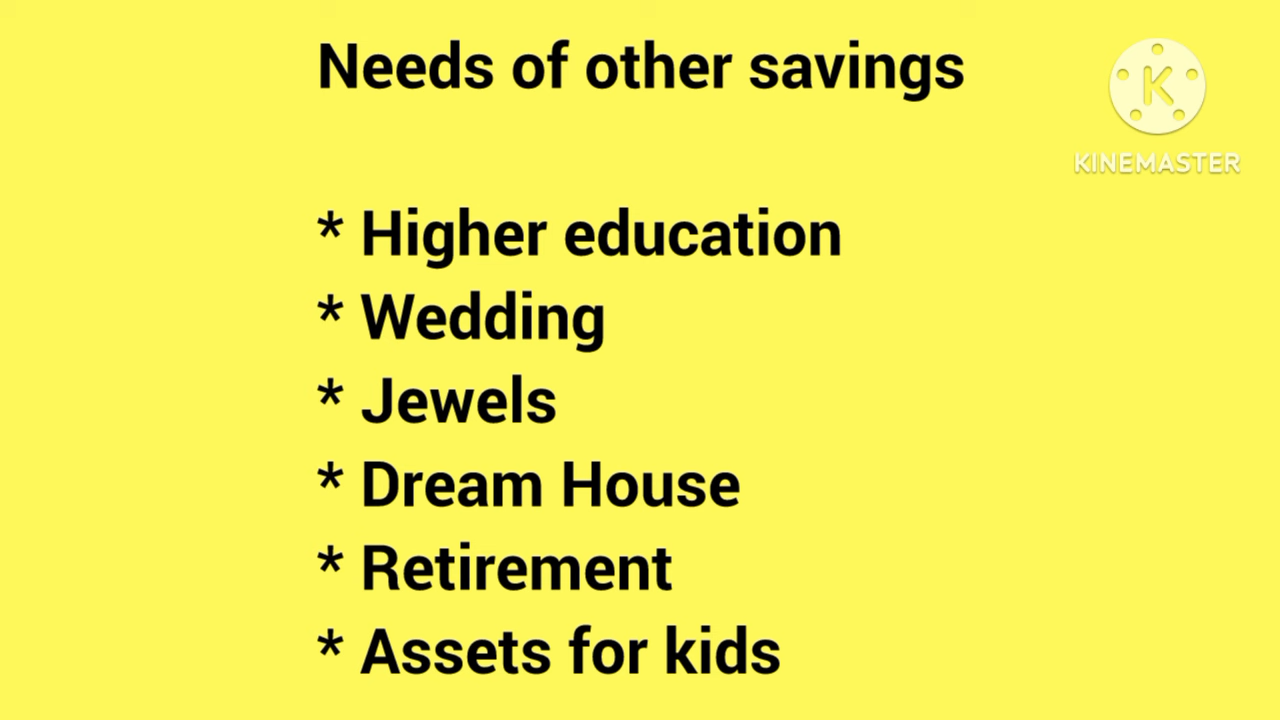 Needs of other savings
K
KINEMASTER
* Higher education
* Wedding
* Jewels
* Dream House
* Retirement
* Assets for kids